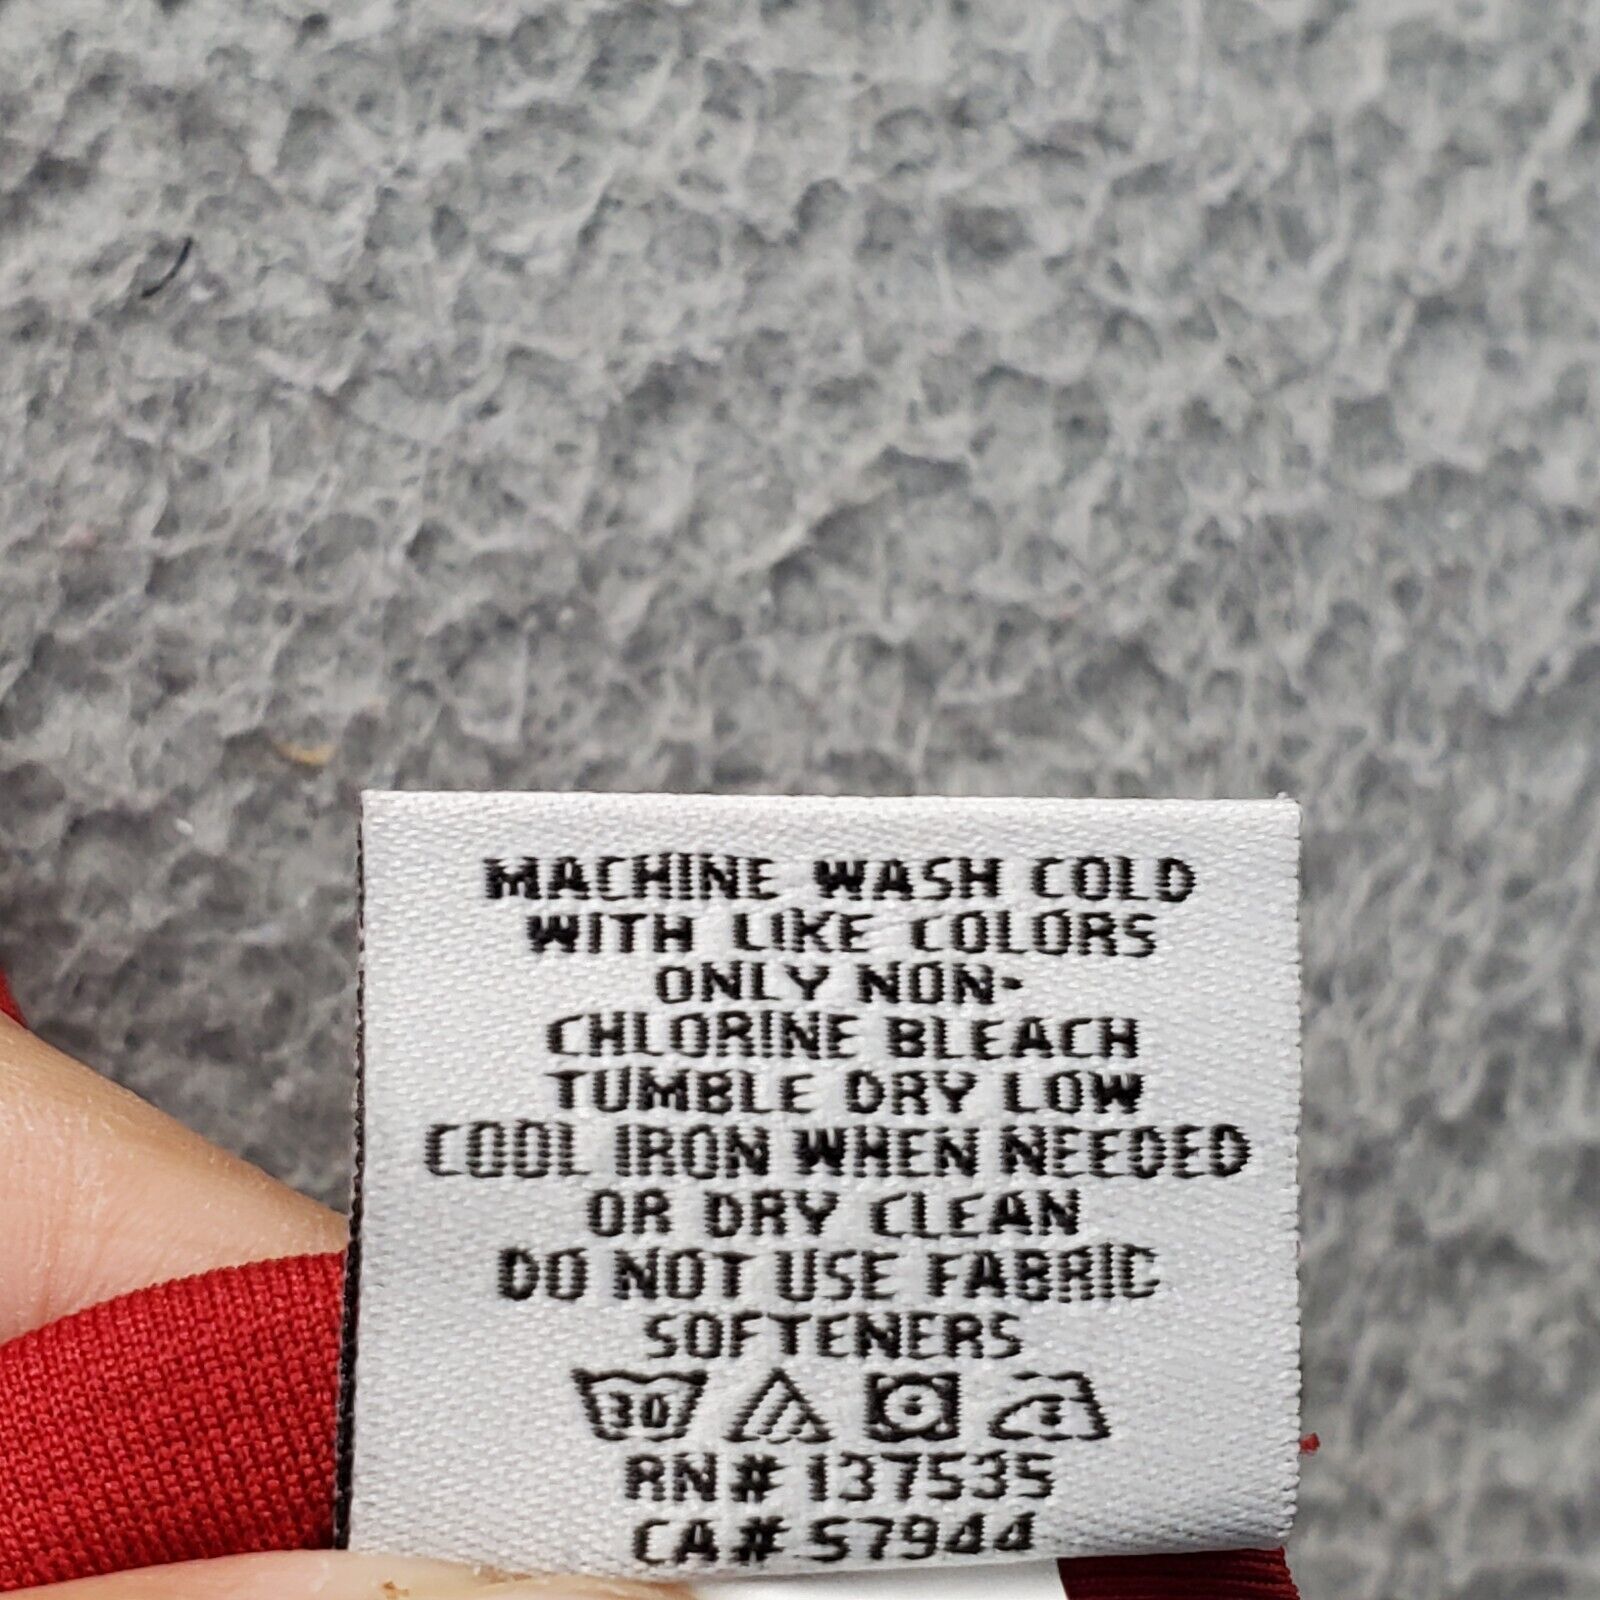 MACHINE WASH COLD
WITH LIKE COLORS
ONLY NON-
CHLORINE BLEACH
TUMBLE DRY LOW
COOL IRON WHEN NEEDED
OR DRY CLEAN
DO NOT USE FABRIC
SOFTENERS
30
RN# 137535
CA# 57944